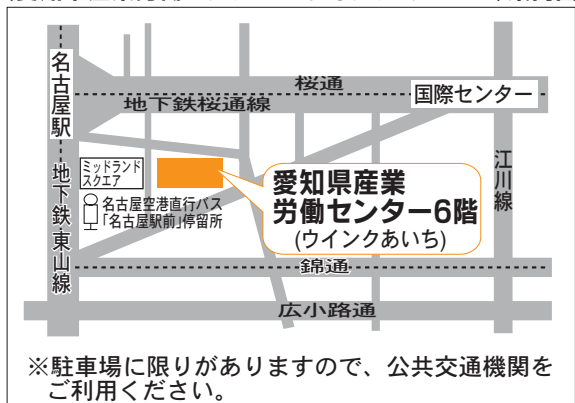 名古屋駅
桜通
地下鉄桜通線
国際センター
ミッドランド
スクエア
名古屋空港直行バス
「名古屋駅前」停留所
愛知県産業
労働センター6階
(ウインクあいち)
江川線
地下鉄東山線
錦通
広小路通
※駐車場に限りがありますので、公共交通機関を
ご利用ください。